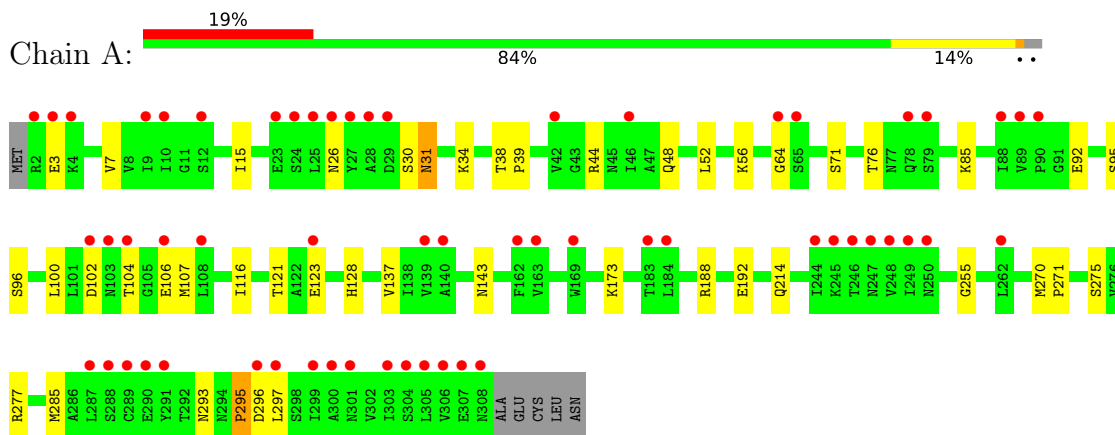 19%
Chain A:
84% 14% • •
MET R2 E3 K4 V7 V8 I9 I10 G11 S12 I15 E23 S24 L25 N26 Y27 A28 D29 S30 N31 K34 T38 P39 V42 G43 R44 N45 I46 A47 Q48 L52 K56 G64 S65 S71 T76 N77 Q78 S79 K85 I88 V89 P90 G91 E92 S95
S96 L100 L101 D102 N103 T104 G105 E106 M107 L108 I116 T121 A122 E123 H128 V137 I138 V139 A140 N143 F162 V163 W169 K173 T183 L184 R188 E192 Q214 I244 K245 T246 N247 V248 I249 N250 G255 L262 M270 P271 S275 V276
R277 M285 A286 L287 S288 C289 E290 Y291 T292 N293 N294 P295 D296 L297 S298 I299 A300 N301 V302 I303 S304 L305 V306 E307 N308 ALA GLU CYS LEU ASN